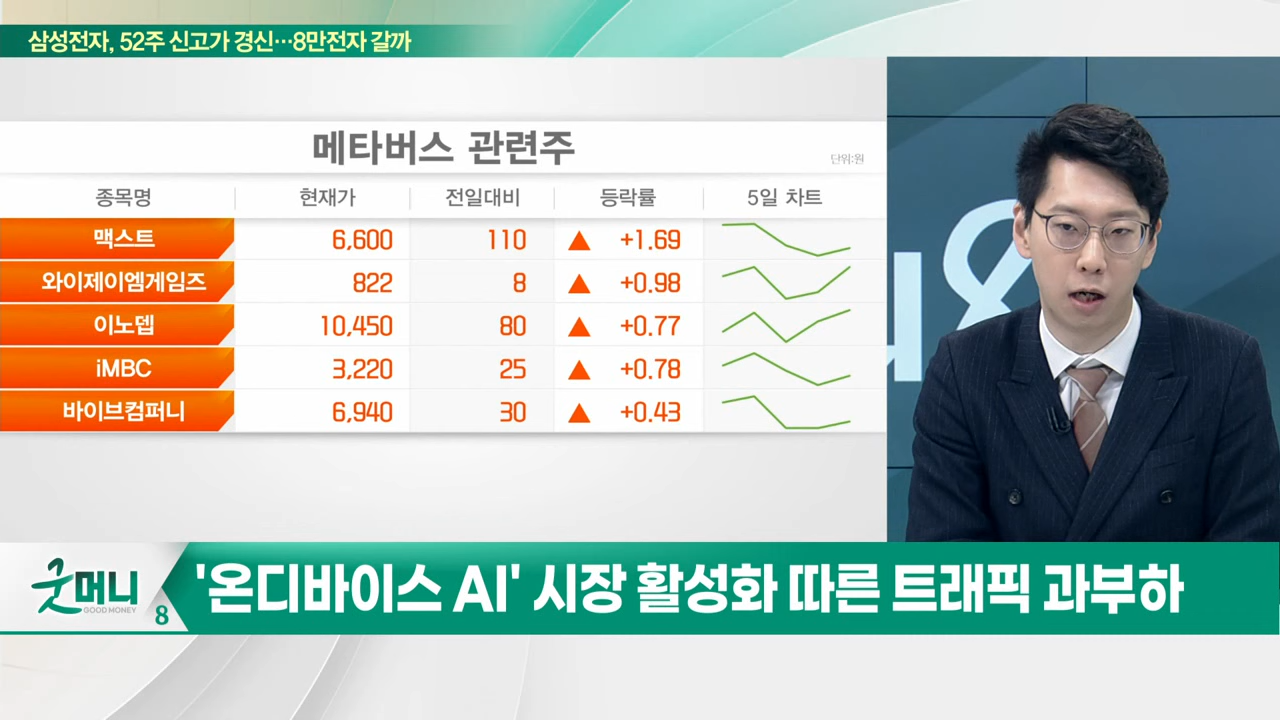 삼성전자, 52주 신고가 경신…8만전자 갈까
메타버스 관련주
단위:원
종목명 현재가 전일대비 등락률 5일 차트
맥스트 6,600 110 ▲ +1.69
와이제이엠게임즈 822 8 ▲ +0.98
이노뎁 10,450 80 ▲ +0.77
iMBC 3,220 25 ▲ +0.78
바이브컴퍼니 6,940 30 ▲ +0.43
굿머니
GOOD MONEY
8
'온디바이스 AI' 시장 활성화 따른 트래픽 과부하